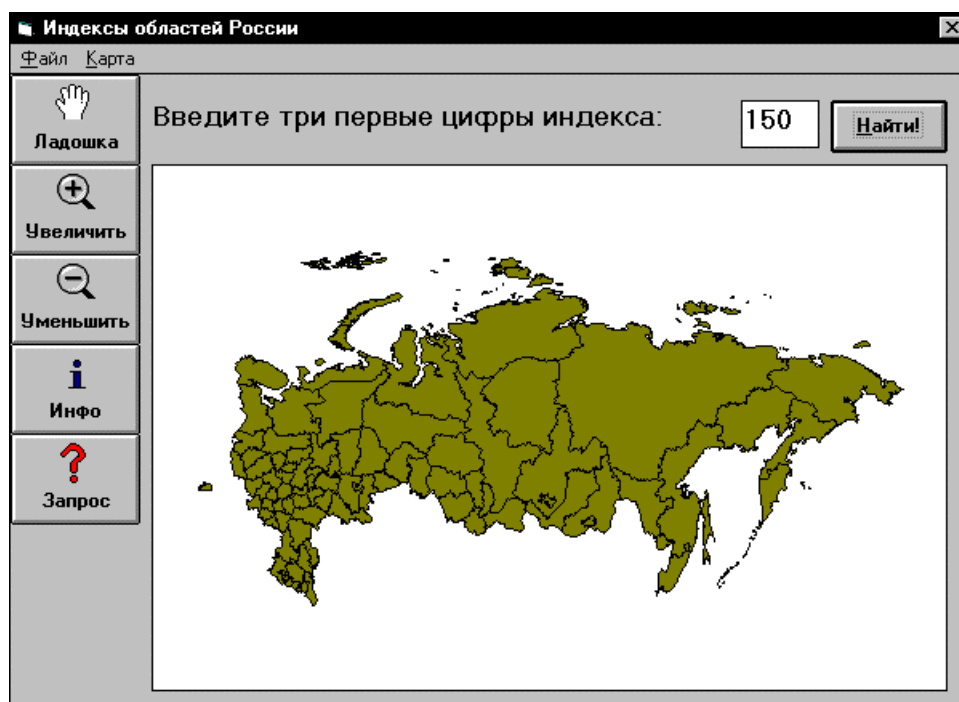 Индексы областей России
Файл Карта
Ладошка
Введите три первые цифры индекса:
150
Найти!
Увеличить
Уменьшить
Инфо
Запрос